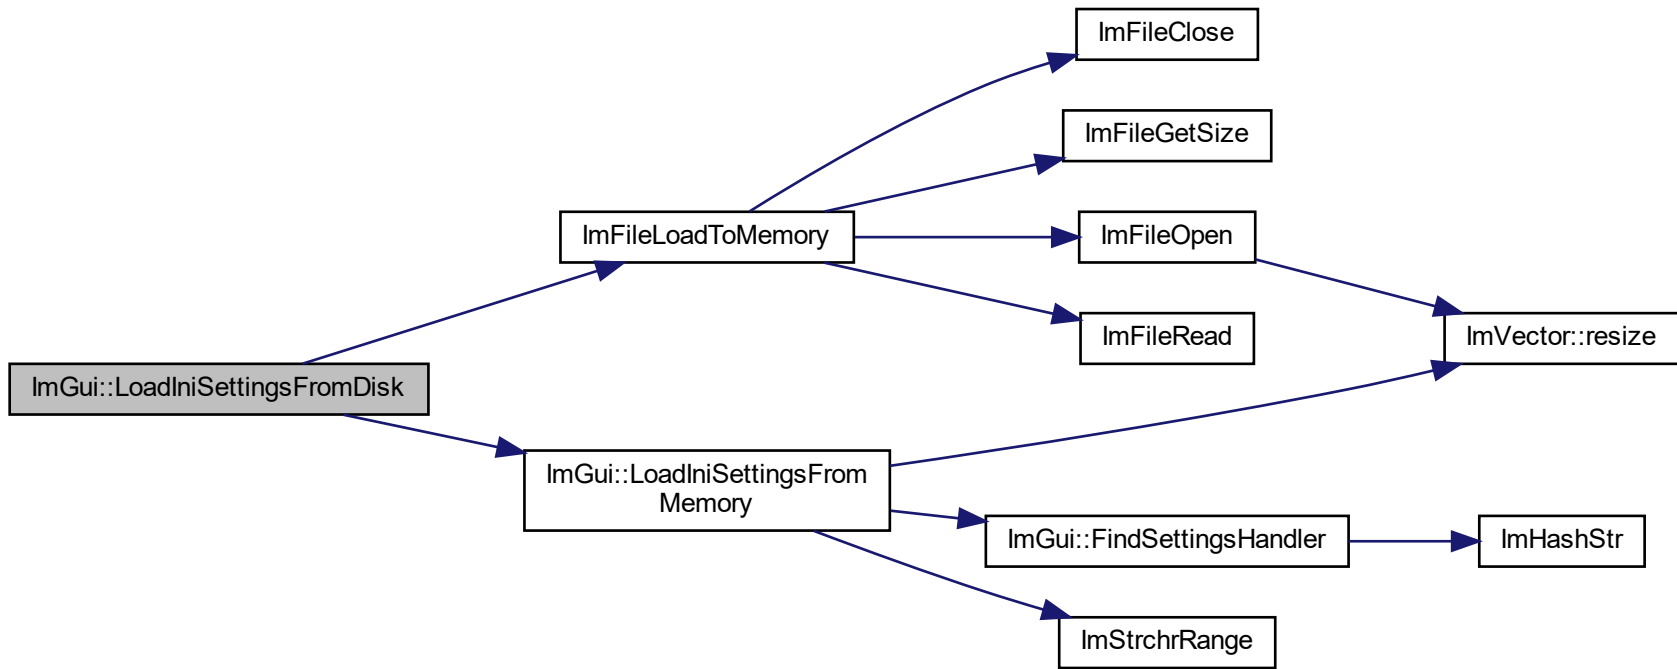 ImFileClose
ImFileGetSize
ImFileLoadToMemory
ImFileOpen
ImFileRead
ImVector::resize
ImGui::LoadIniSettingsFromDisk
ImGui::LoadIniSettingsFrom
Memory
ImGui::FindSettingsHandler
ImHashStr
ImStrchrRange